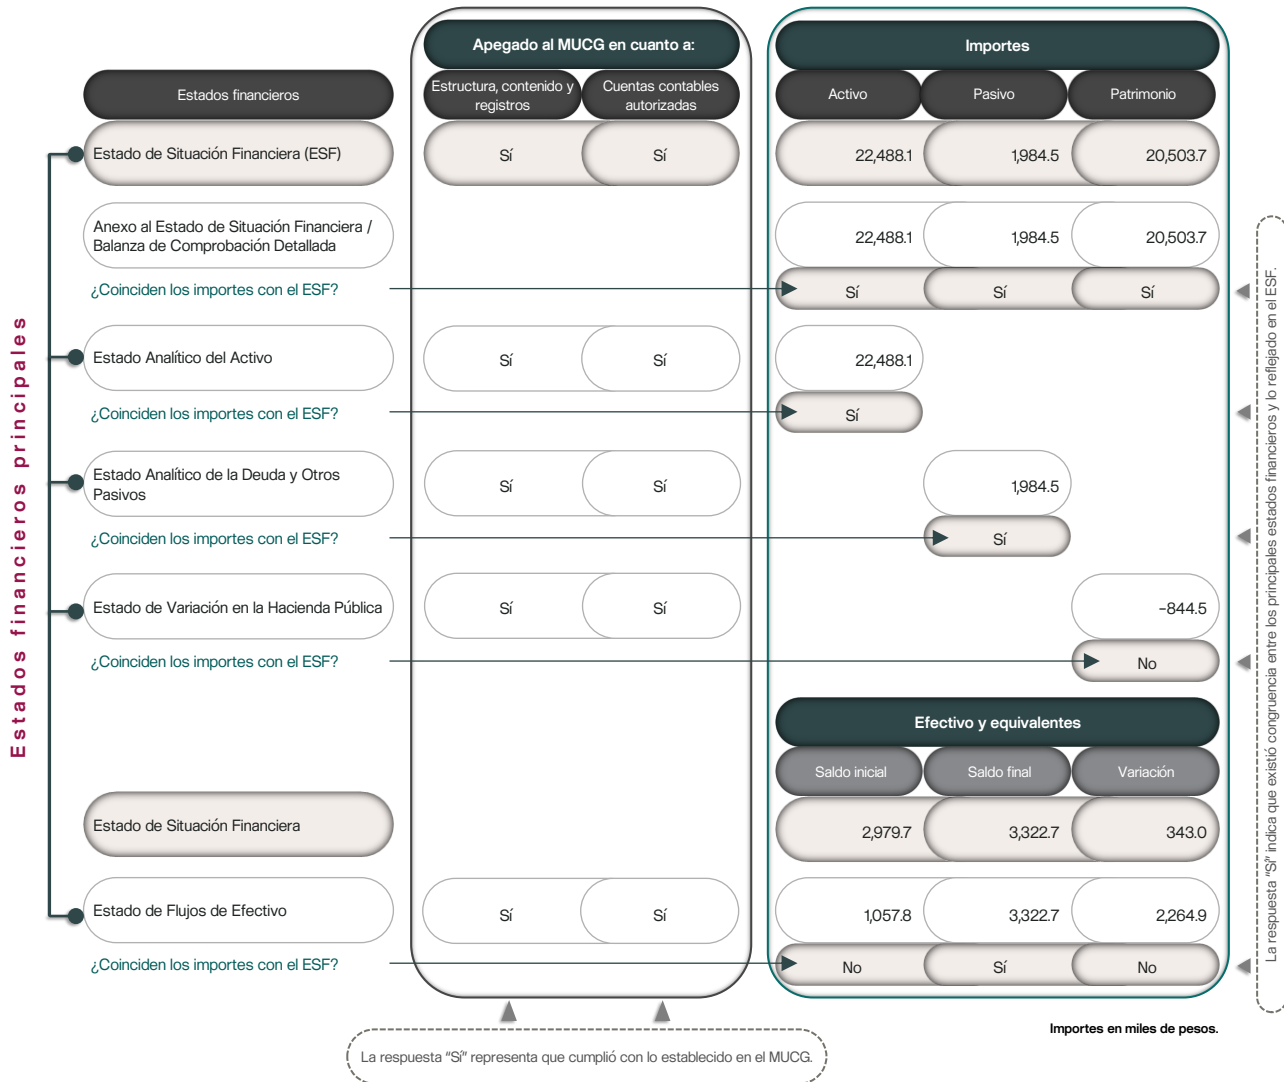 Apegado al MUCG en cuanto a:
Importes
Estados financieros
Estructura, contenido y
registros
Cuentas contables
autorizadas
Activo
Pasivo
Patrimonio
Estados financieros principales
Estado de Situación Financiera (ESF)
Sí
Sí
22,488.1
1,984.5
20,503.7
Anexo al Estado de Situación Financiera /
Balanza de Comprobación Detallada
22,488.1
1,984.5
20,503.7
¿Coinciden los importes con el ESF?
Sí
Sí
Sí
Estado Analítico del Activo
Sí
Sí
22,488.1
¿Coinciden los importes con el ESF?
Sí
Estado Analítico de la Deuda y Otros
Pasivos
Sí
Sí
1,984.5
¿Coinciden los importes con el ESF?
Sí
Estado de Variación en la Hacienda Pública
Sí
Sí
-844.5
¿Coinciden los importes con el ESF?
No
Efectivo y equivalentes
Saldo inicial
Saldo final
Variación
Estado de Situación Financiera
2,979.7
3,322.7
343.0
Estado de Flujos de Efectivo
Sí
Sí
1,057.8
3,322.7
2,264.9
¿Coinciden los importes con el ESF?
No
Sí
No
La respuesta "Sí" indica que existió congruencia entre los principales estados financieros y lo reflejado en el ESF.
Importes en miles de pesos.
La respuesta "Sí" representa que cumplió con lo establecido en el MUCG.